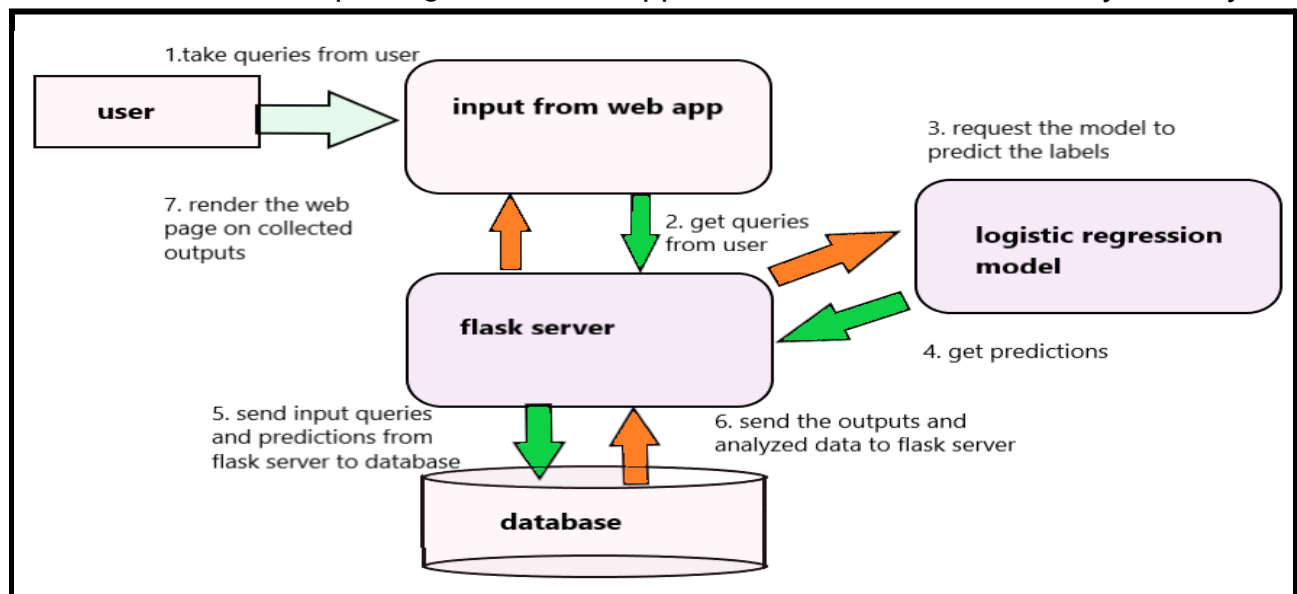 1.take queries from user
user
input from web app
3. request the model to
predict the labels
7. render the web
page on collected
outputs
2. get queries
from user
logistic regression
model
flask server
4. get predictions
5. send input queries
and predictions from
flask server to database
6. send the outputs and
analyzed data to flask server
database